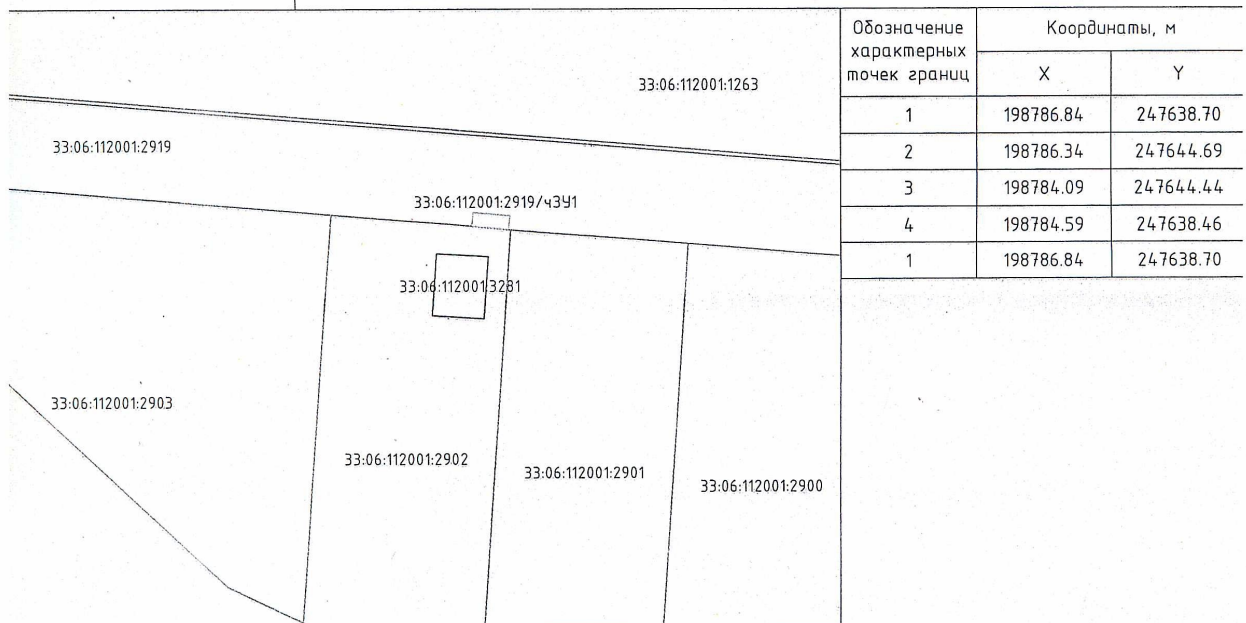 33:06:112001:1263
33:06:112001:2919
33:06:112001:2919/чЗУ1
33:06:112001:3281
33:06:112001:2903
33:06:112001:2902
33:06:112001:2901
33:06:112001:2900
Обозначение характерных точек границ
Координаты, м
X Y
1 198786.84 247638.70
2 198786.34 247644.69
3 198784.09 247644.44
4 198784.59 247638.46
1 198786.84 247638.70